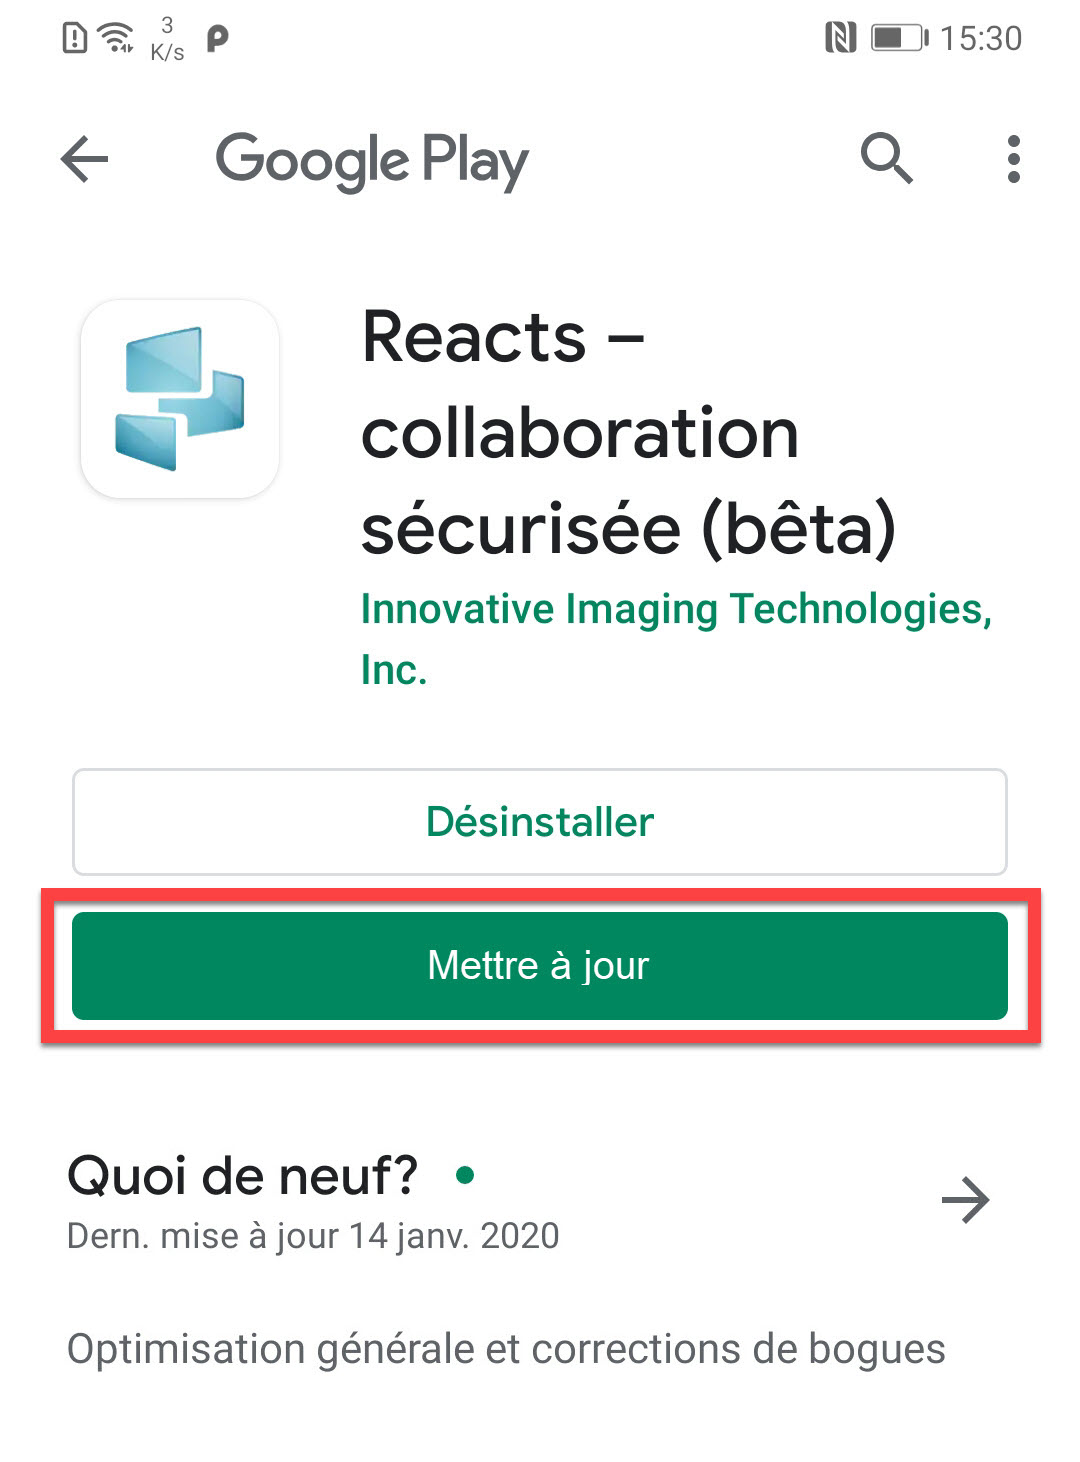 3
K/s
15:30
Google Play
Reacts –
collaboration
sécurisée (bêta)
Innovative Imaging Technologies,
Inc.
Désinstaller
Mettre à jour
Quoi de neuf?
Dern. mise à jour 14 janv. 2020
Optimisation générale et corrections de bogues